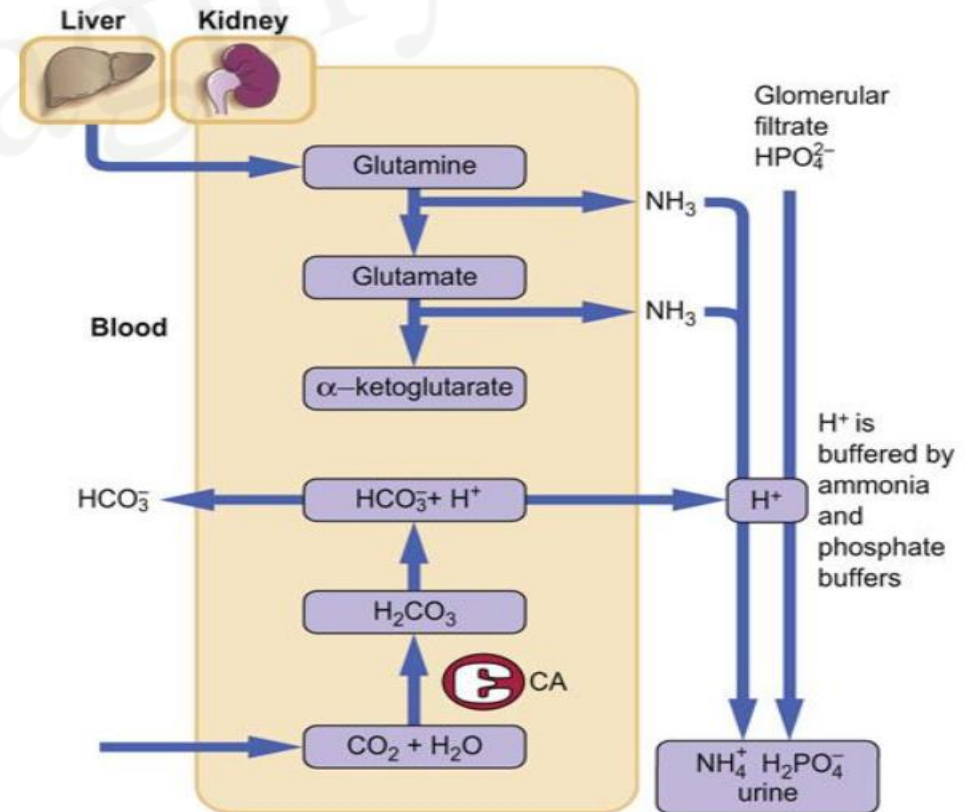 Liver
Kidney
Glomerular
filtrate
HPO₄²⁻
Glutamine
NH₃
Glutamate
NH₃
Blood
α–ketoglutarate
H⁺ is
buffered by
ammonia
and
phosphate
buffers
HCO₃⁻
HCO₃⁻+ H⁺
H⁺
H₂CO₃
CA
CO₂ + H₂O
NH₄⁺ H₂PO₄⁻
urine